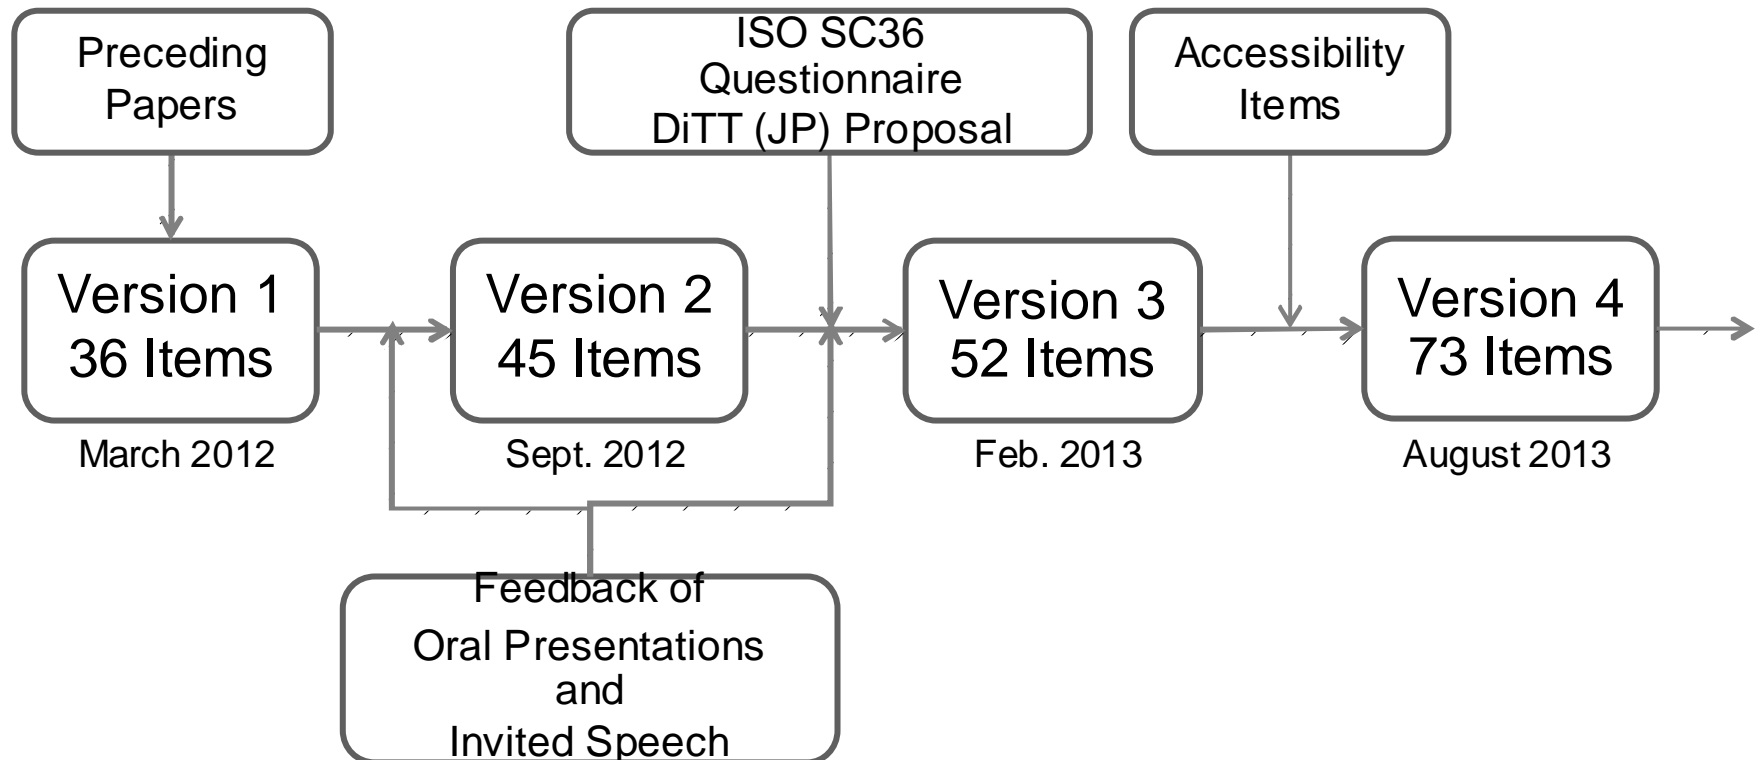 Preceding
Papers
ISO SC36
Questionnaire
DiTT (JP) Proposal
Accessibility
Items
Version 1
36 Items
Version 2
45 Items
Version 3
52 Items
Version 4
73 Items
March 2012
Sept. 2012
Feb. 2013
August 2013
Feedback of
Oral Presentations
and
Invited Speech